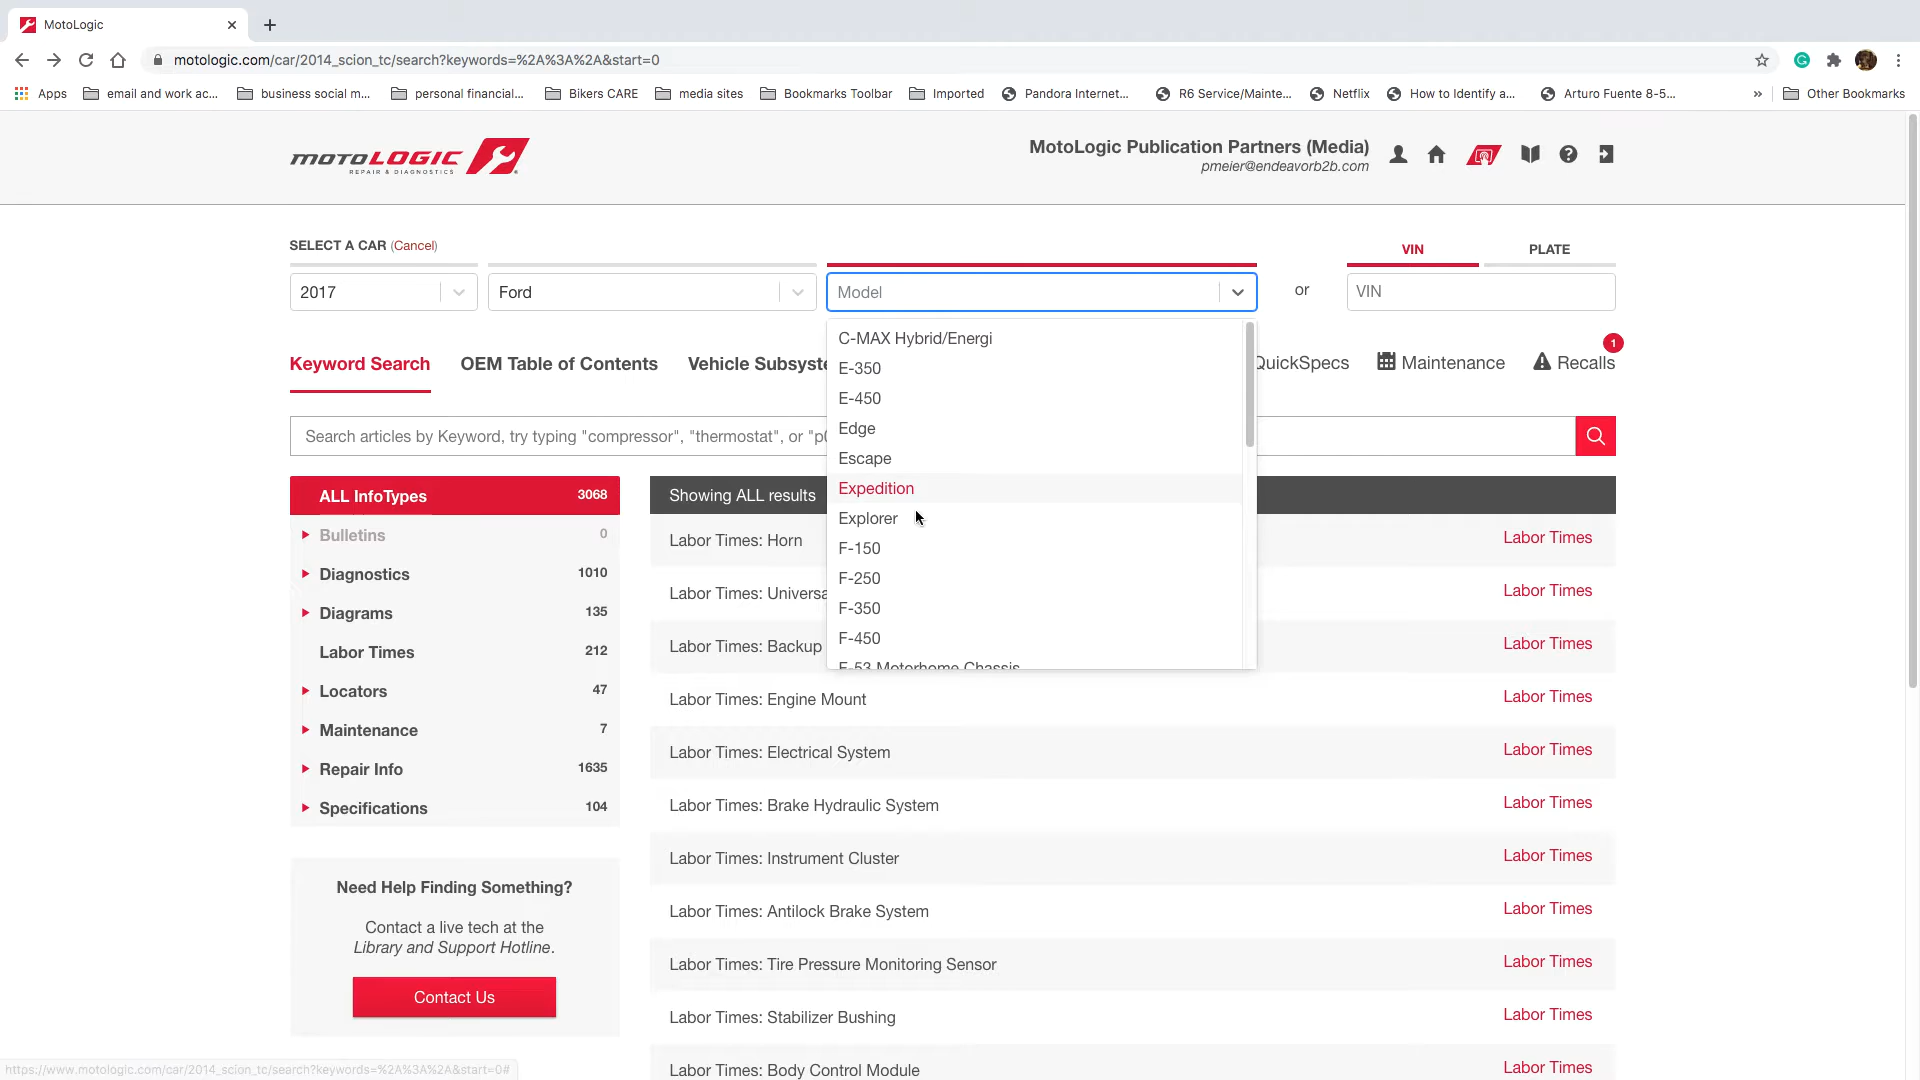 MotoLogic
motologic.com/car/2014_scion_tc/search?keywords=%2A%3A%2A&start=0
Apps
email and work ac...
business social m...
personal financial...
Bikers CARE
media sites
Bookmarks Toolbar
Imported
Pandora Internet...
R6 Service/Mainte...
Netflix
How to Identify a...
Arturo Fuente 8-5...
»
Other Bookmarks
MOTOLOGIC
REPAIR & DIAGNOSTICS
MotoLogic Publication Partners (Media)
pmeier@endeavorb2b.com
SELECT A CAR (Cancel)
VIN
PLATE
2017
Ford
Model
or
VIN
C-MAX Hybrid/Energi
E-350
E-450
Edge
Escape
Expedition
Explorer
F-150
F-250
F-350
F-450
F-53 Motorhome Chassis
Keyword Search
OEM Table of Contents
Vehicle Subsyste
QuickSpecs
Maintenance
Recalls
1
Search articles by Keyword, try typing "compressor", "thermostat", or "p0
ALL InfoTypes 3068
Bulletins 0
Diagnostics 1010
Diagrams 135
Labor Times 212
Locators 47
Maintenance 7
Repair Info 1635
Specifications 104
Need Help Finding Something?
Contact a live tech at the
Library and Support Hotline.
Contact Us
Showing ALL results
Labor Times: Horn Labor Times
Labor Times: Universa Labor Times
Labor Times: Backup Labor Times
Labor Times: Engine Mount Labor Times
Labor Times: Electrical System Labor Times
Labor Times: Brake Hydraulic System Labor Times
Labor Times: Instrument Cluster Labor Times
Labor Times: Antilock Brake System Labor Times
Labor Times: Tire Pressure Monitoring Sensor Labor Times
Labor Times: Stabilizer Bushing Labor Times
Labor Times: Body Control Module Labor Times
https://www.motologic.com/car/2014_scion_tc/search?keywords=%2A%3A%2A&start=0#